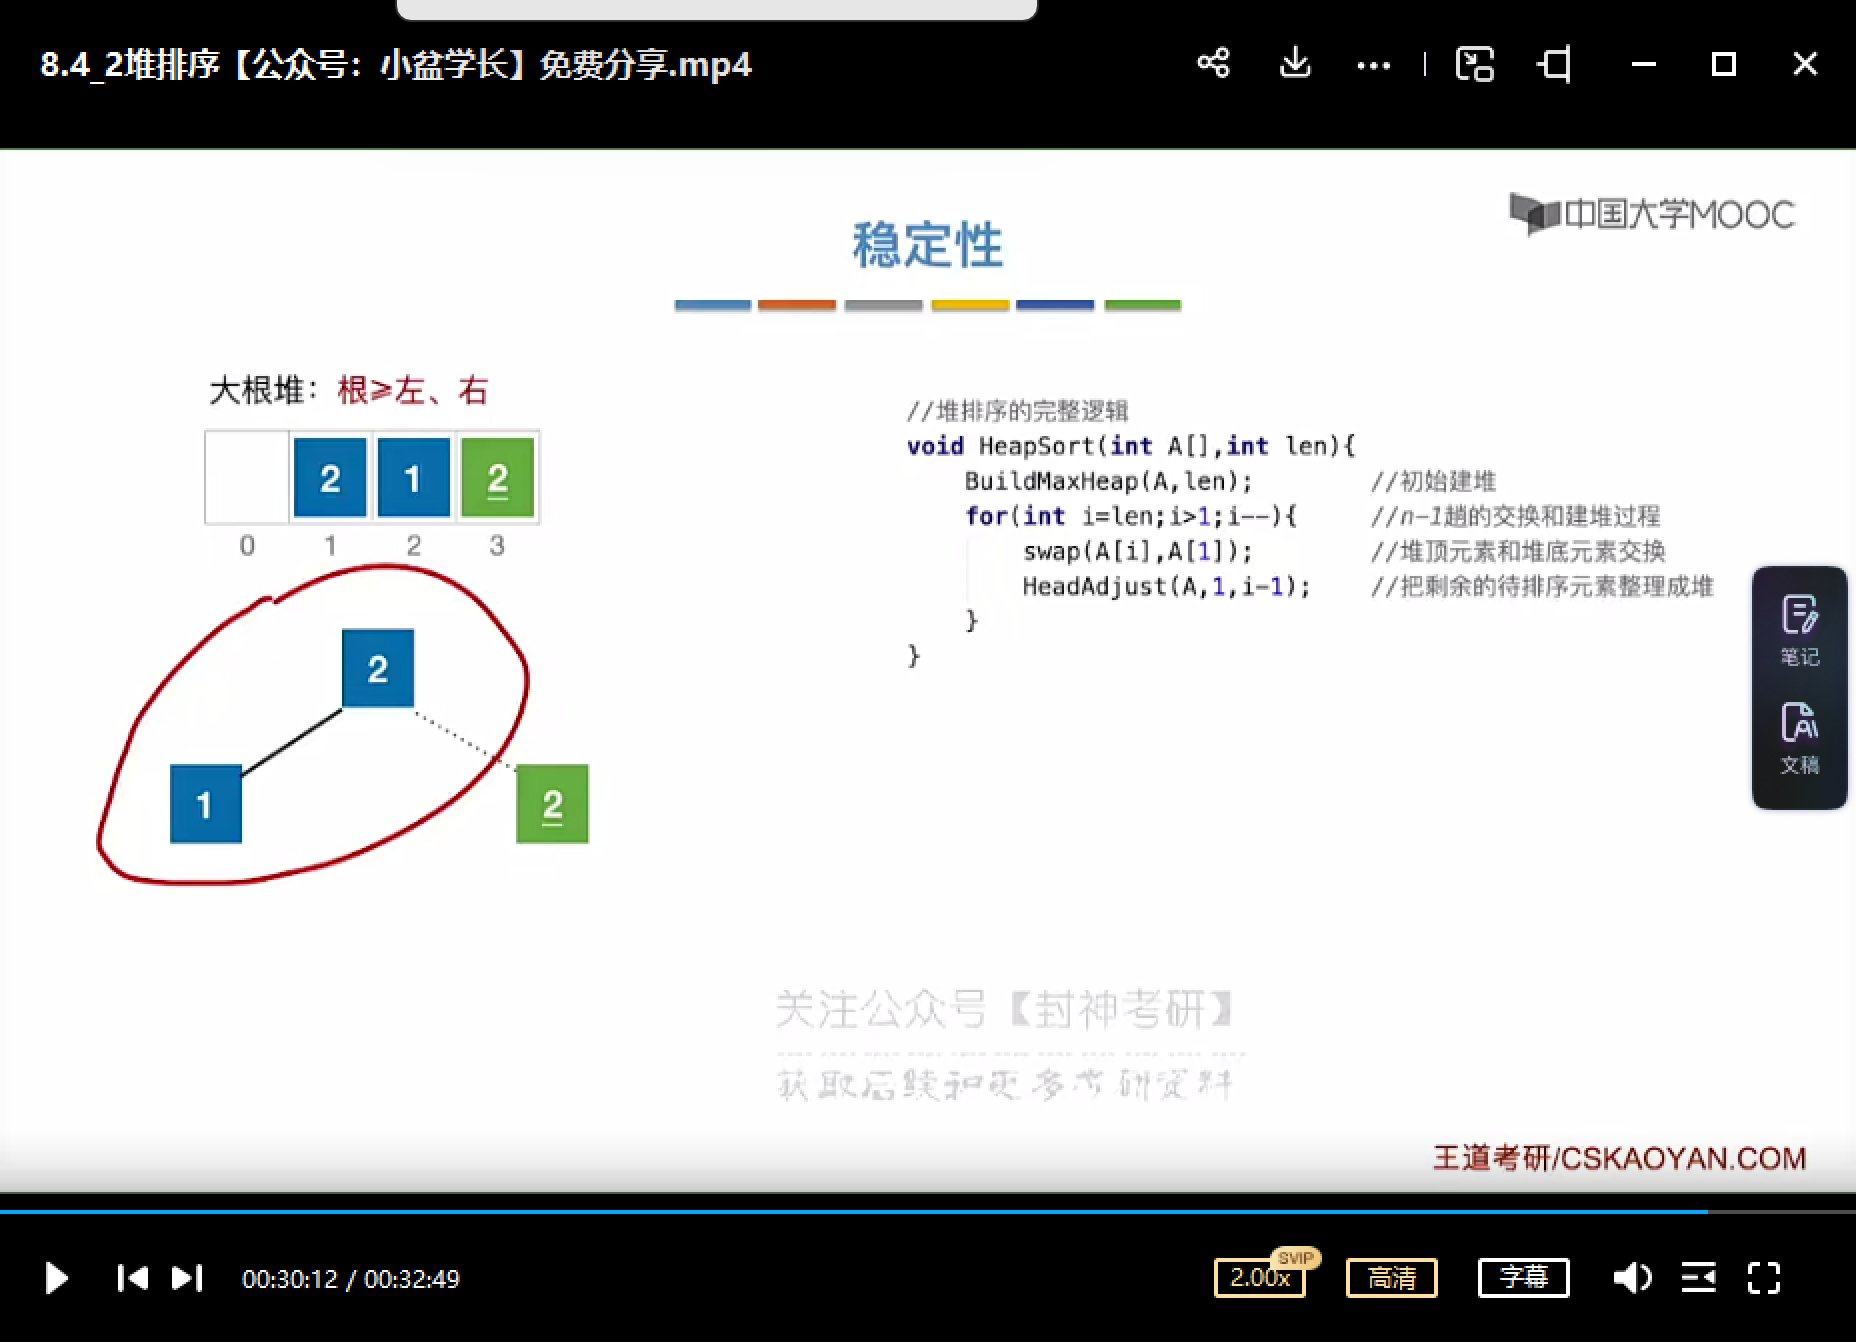 8.4_2堆排序【公众号：小盆学长】免费分享.mp4
中国大学MOOC
稳定性
大根堆：根≥左、右
2 1 2
0 1 2 3
2
1
2
//堆排序的完整逻辑
void HeapSort(int A[],int len){
BuildMaxHeap(A,len); //初始建堆
for(int i=len;i>1;i--){ //n-1趟的交换和建堆过程
swap(A[i],A[1]); //堆顶元素和堆底元素交换
HeadAdjust(A,1,i-1); //把剩余的待排序元素整理成堆
}
}
笔记
文稿
关注公众号【封神考研】
获取后续和更多考研资料
王道考研/CSKAOYAN.COM
00:30:12 / 00:32:49
SVIP
2.00x
高清
字幕